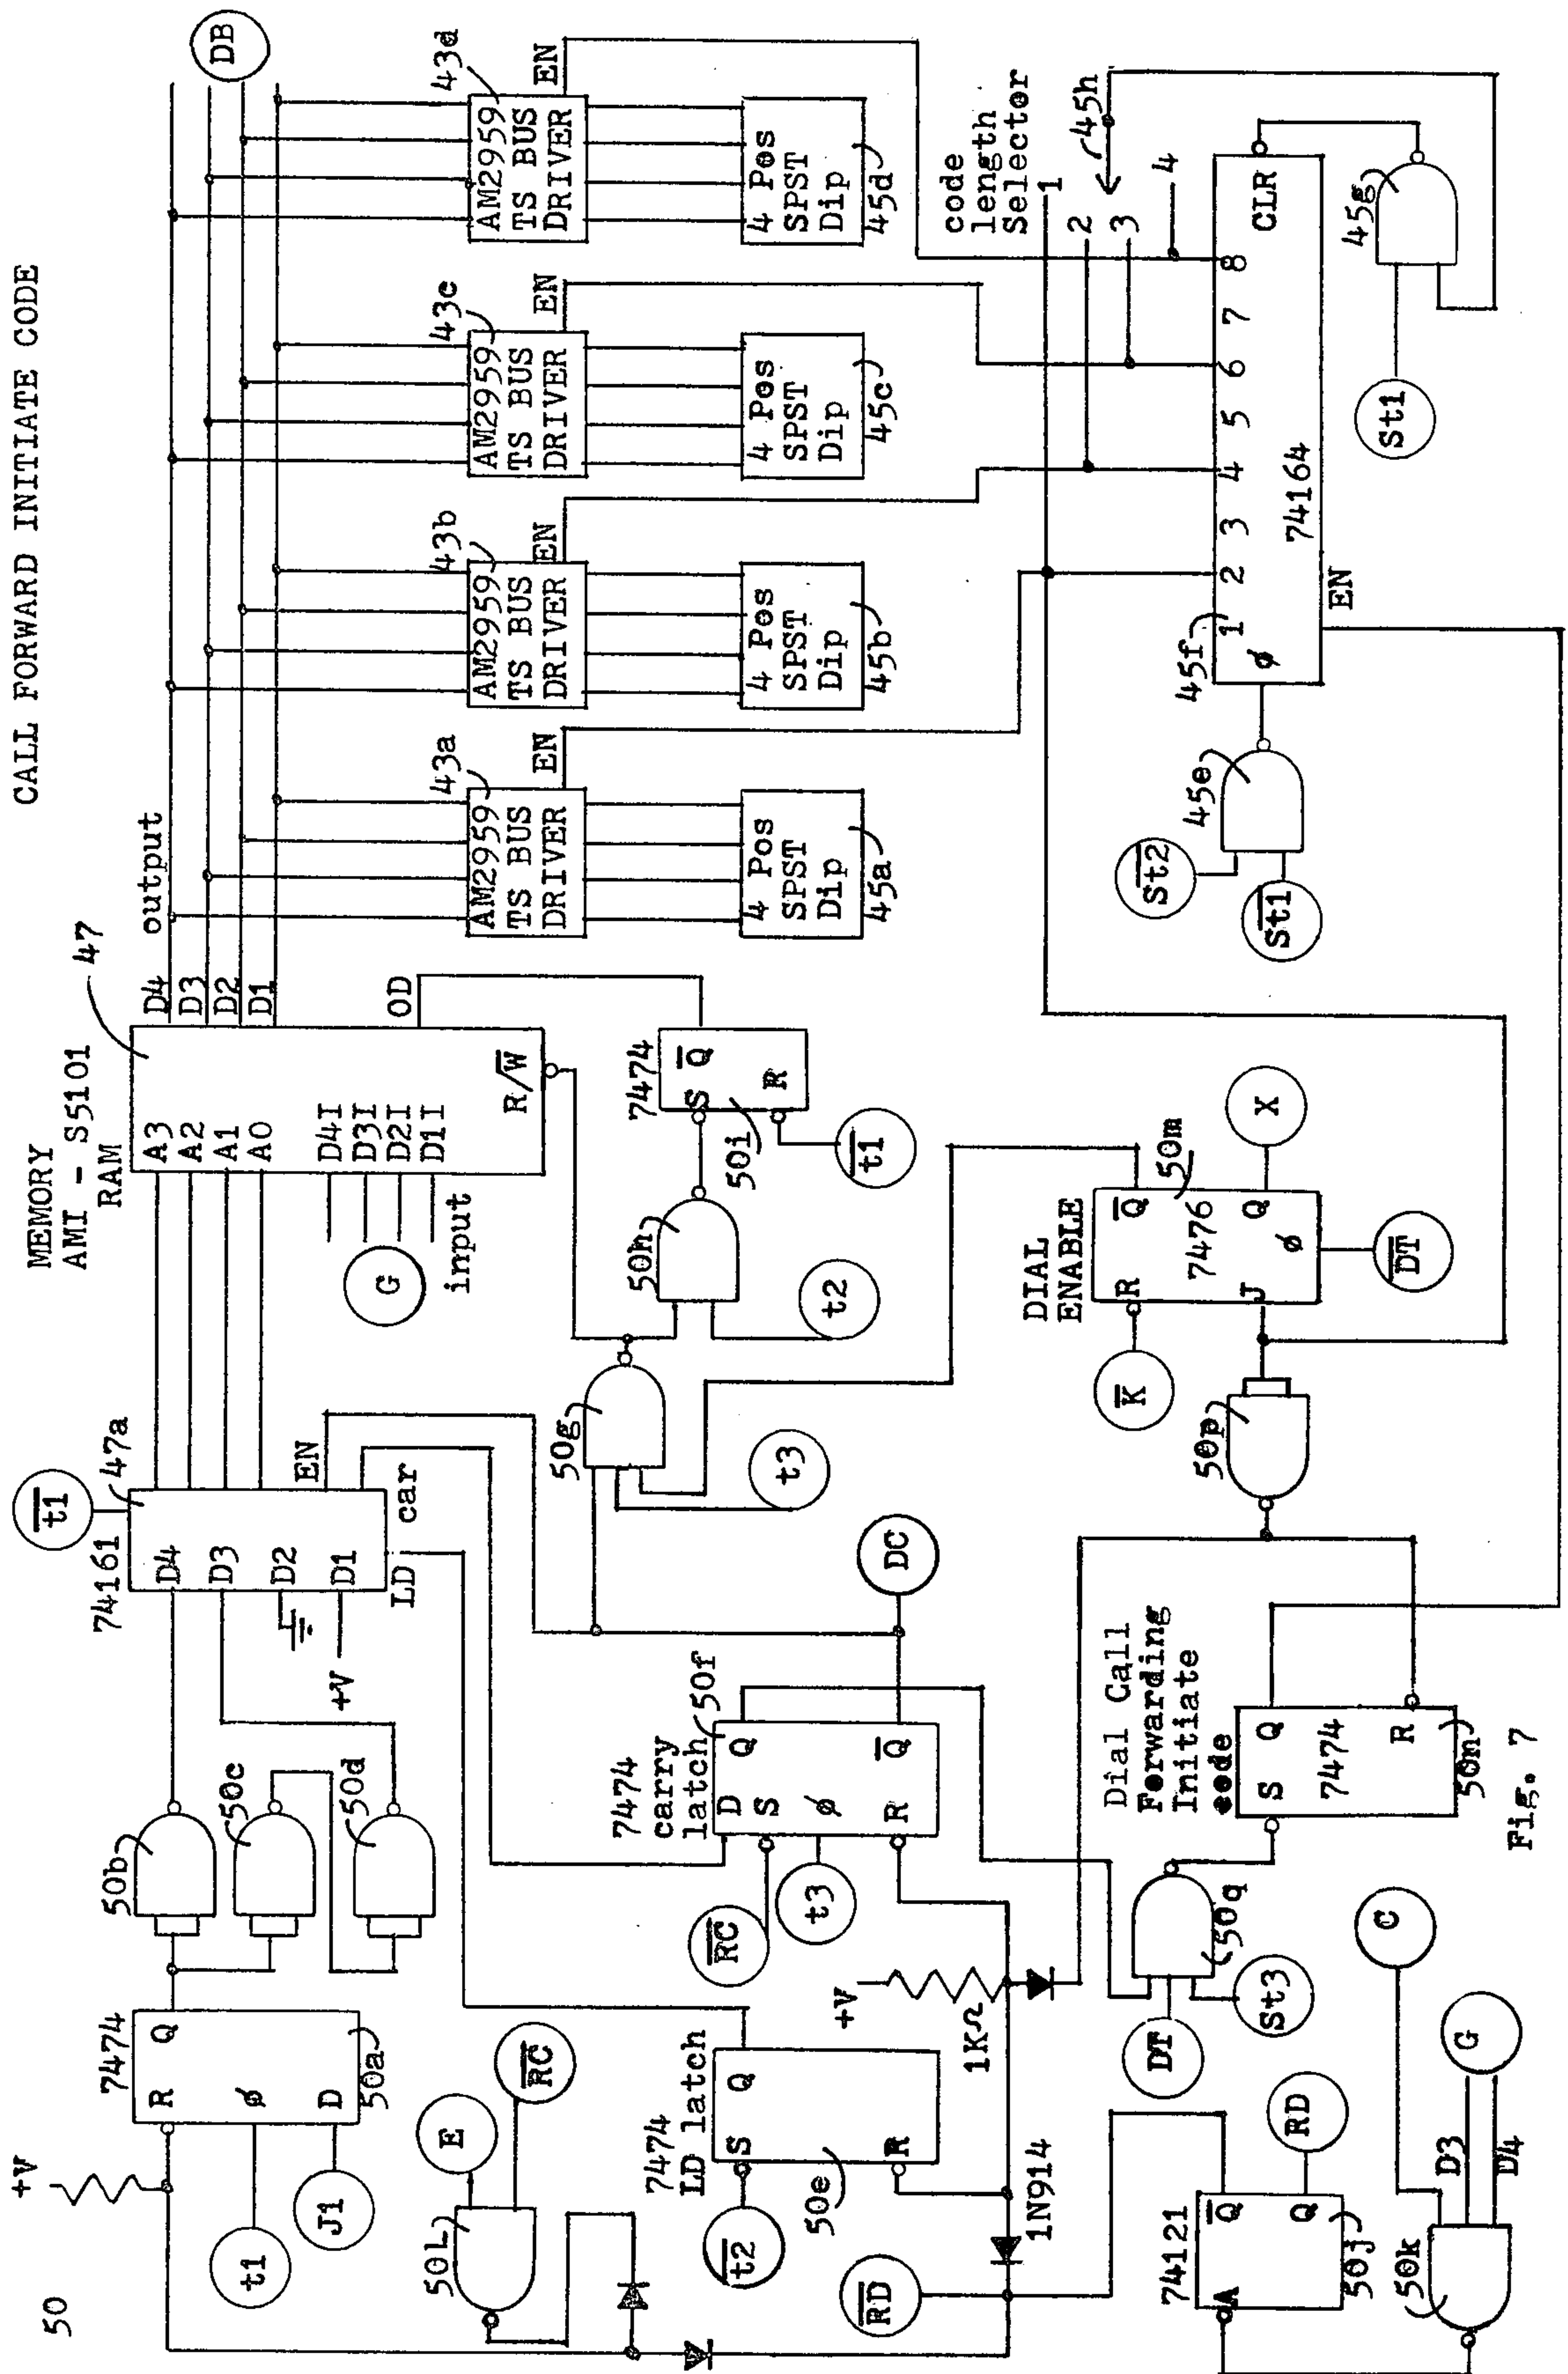 CALL FORWARD INITIATE CODE
50
+V
7474
R
Q
ø
D
50a
t1
J1
50b
50c
50d
+V
74161
D4
D3
D2
D1
LD
t1
47a
EN
car
MEMORY
AMI - S5101
RAM
A3
A2
A1
A0
D4I
D3I
D2I
D1I
G
input
R/W
OD
47
D4
D3
D2
D1
output
DB
AM2959
TS BUS
DRIVER
43a
EN
4 Pos
SPST
Dip
45a
AM2959
TS BUS
DRIVER
43b
EN
4 Pos
SPST
Dip
45b
AM2959
TS BUS
DRIVER
43c
EN
4 Pos
SPST
Dip
45c
AM2959
TS BUS
DRIVER
43d
EN
4 Pos
SPST
Dip
45d
E
RC
50L
7474
LD latch
S
Q
R
50e
t2
7474
carry
latch
50f
D
S
ø
R
Q
Q
RC
t3
DC
50g
t3
50h
t2
7474
S
Q
R
50i
t1
code
length
Selector
1
2
3
4
45h
+V
1KΩ
1N914
RD
DIAL
ENABLE
R
Q
7476
J
Q
ø
50m
K
X
DT
50p
St2
St1
45e
45f
1
2
3
4
5
6
7
8
ø
74164
CLR
EN
45g
St1
74121
A
Q
Q
50j
RD
50k
C
G
D3
D4
DT
St3
50q
Dial Call
Forwarding
Initiate
code
S
Q
7474
R
50n
Fig. 7